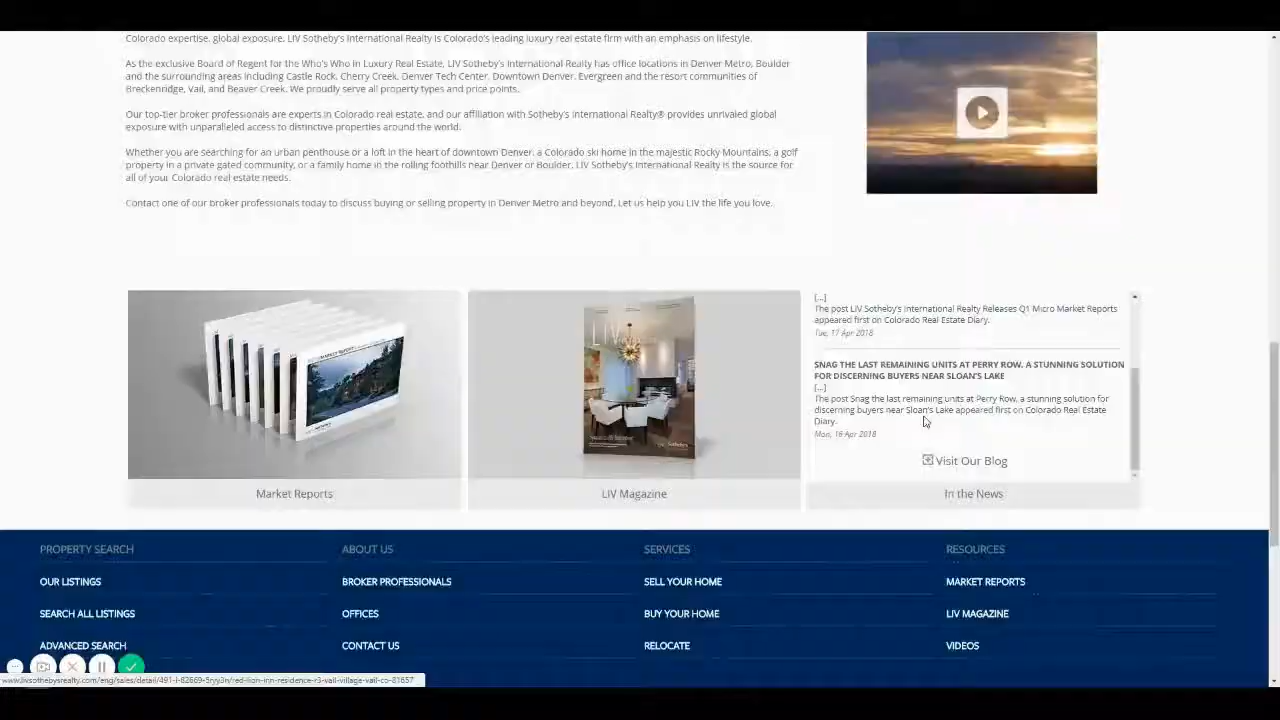 Colorado expertise, global exposure. LIV Sotheby's International Realty is Colorado's leading luxury real estate firm with an emphasis on lifestyle.
As the exclusive Board of Regent for the Who's Who in Luxury Real Estate, LIV Sotheby's International Realty has office locations in Denver Metro, Boulder
and the surrounding areas including Castle Rock, Cherry Creek, Denver Tech Center, Downtown Denver, Evergreen and the resort communities of
Breckenridge, Vail, and Beaver Creek. We proudly serve all property types and price points.
Our top-tier broker professionals are experts in Colorado real estate, and our affiliation with Sotheby's International Realty® provides unrivaled global
exposure with unparalleled access to distinctive properties around the world.
Whether you are searching for an urban penthouse or a loft in the heart of downtown Denver, a Colorado ski home in the majestic Rocky Mountains, a golf
property in a private gated community, or a family home in the rolling foothills near Denver or Boulder, LIV Sotheby's International Realty is the source for
all of your Colorado real estate needs.
Contact one of our broker professionals today to discuss buying or selling property in Denver Metro and beyond. Let us help you LIV the life you love.
MARKET REPORT
LIV
[...]
The post LIV Sotheby's International Realty Releases Q1 Micro Market Reports
appeared first on Colorado Real Estate Diary.
Tue, 17 Apr 2018
SNAG THE LAST REMAINING UNITS AT PERRY ROW, A STUNNING SOLUTION
FOR DISCERNING BUYERS NEAR SLOAN'S LAKE
[...]
The post Snag the last remaining units at Perry Row, a stunning solution for
discerning buyers near Sloan's Lake appeared first on Colorado Real Estate
Diary.
Mon, 16 Apr 2018
Visit Our Blog
Market Reports
LIV Magazine
In the News
PROPERTY SEARCH
ABOUT US
SERVICES
RESOURCES
OUR LISTINGS
BROKER PROFESSIONALS
SELL YOUR HOME
MARKET REPORTS
SEARCH ALL LISTINGS
OFFICES
BUY YOUR HOME
LIV MAGAZINE
ADVANCED SEARCH
CONTACT US
RELOCATE
VIDEOS